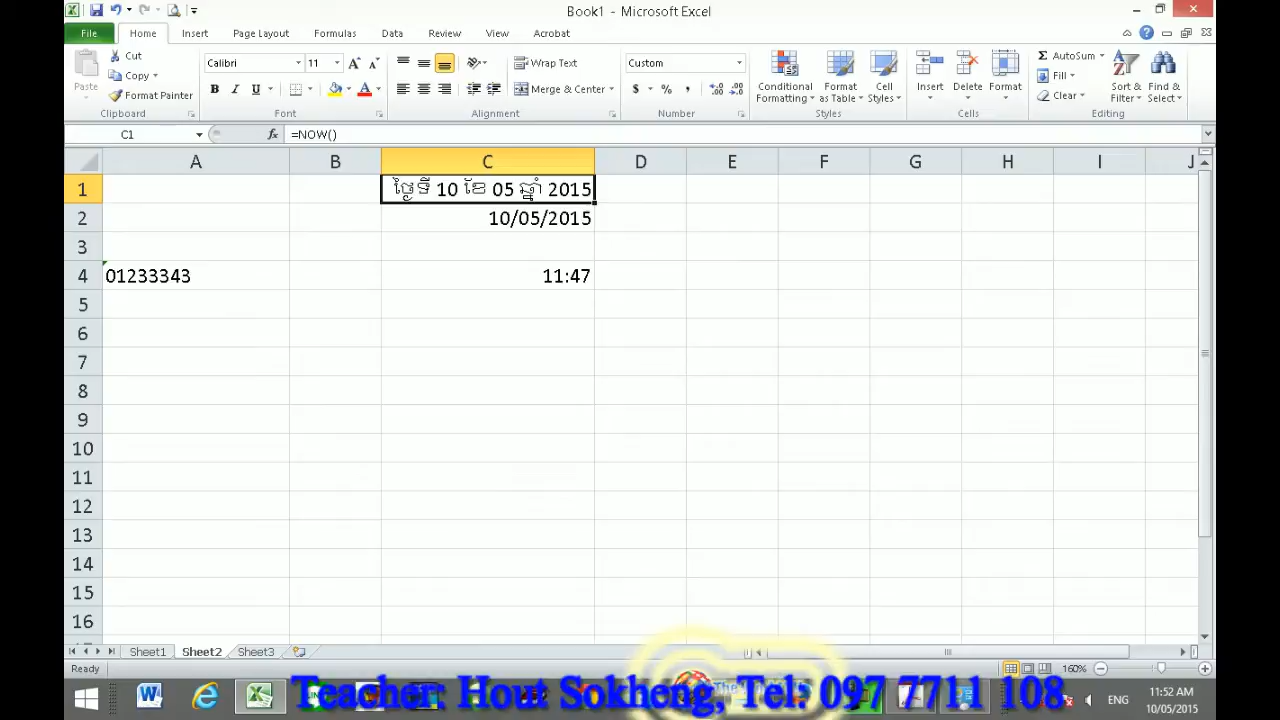 Book1 - Microsoft Excel
File Home Insert Page Layout Formulas Data Review View Acrobat
Paste
Cut
Copy
Format Painter
Clipboard
Calibri 11
Font
Wrap Text
Merge & Center
Alignment
Custom
Number
Conditional Formatting
Format as Table
Cell Styles
Styles
Insert Delete Format
Cells
AutoSum
Fill
Clear
Sort & Filter
Find & Select
Editing
C1 fx =NOW()
A B C D E F G H I J
1 ថ្ងៃទី 10 ខែ 05 ឆ្នាំ 2015
2 10/05/2015
3
4 01233343 11:47
5
6
7
8
9
10
11
12
13
14
15
16
Sheet1 Sheet2 Sheet3
Ready 160%
Teacher: Hour Sokheng, Tel: 097 7711 108
ENG 11:52 AM
10/05/2015